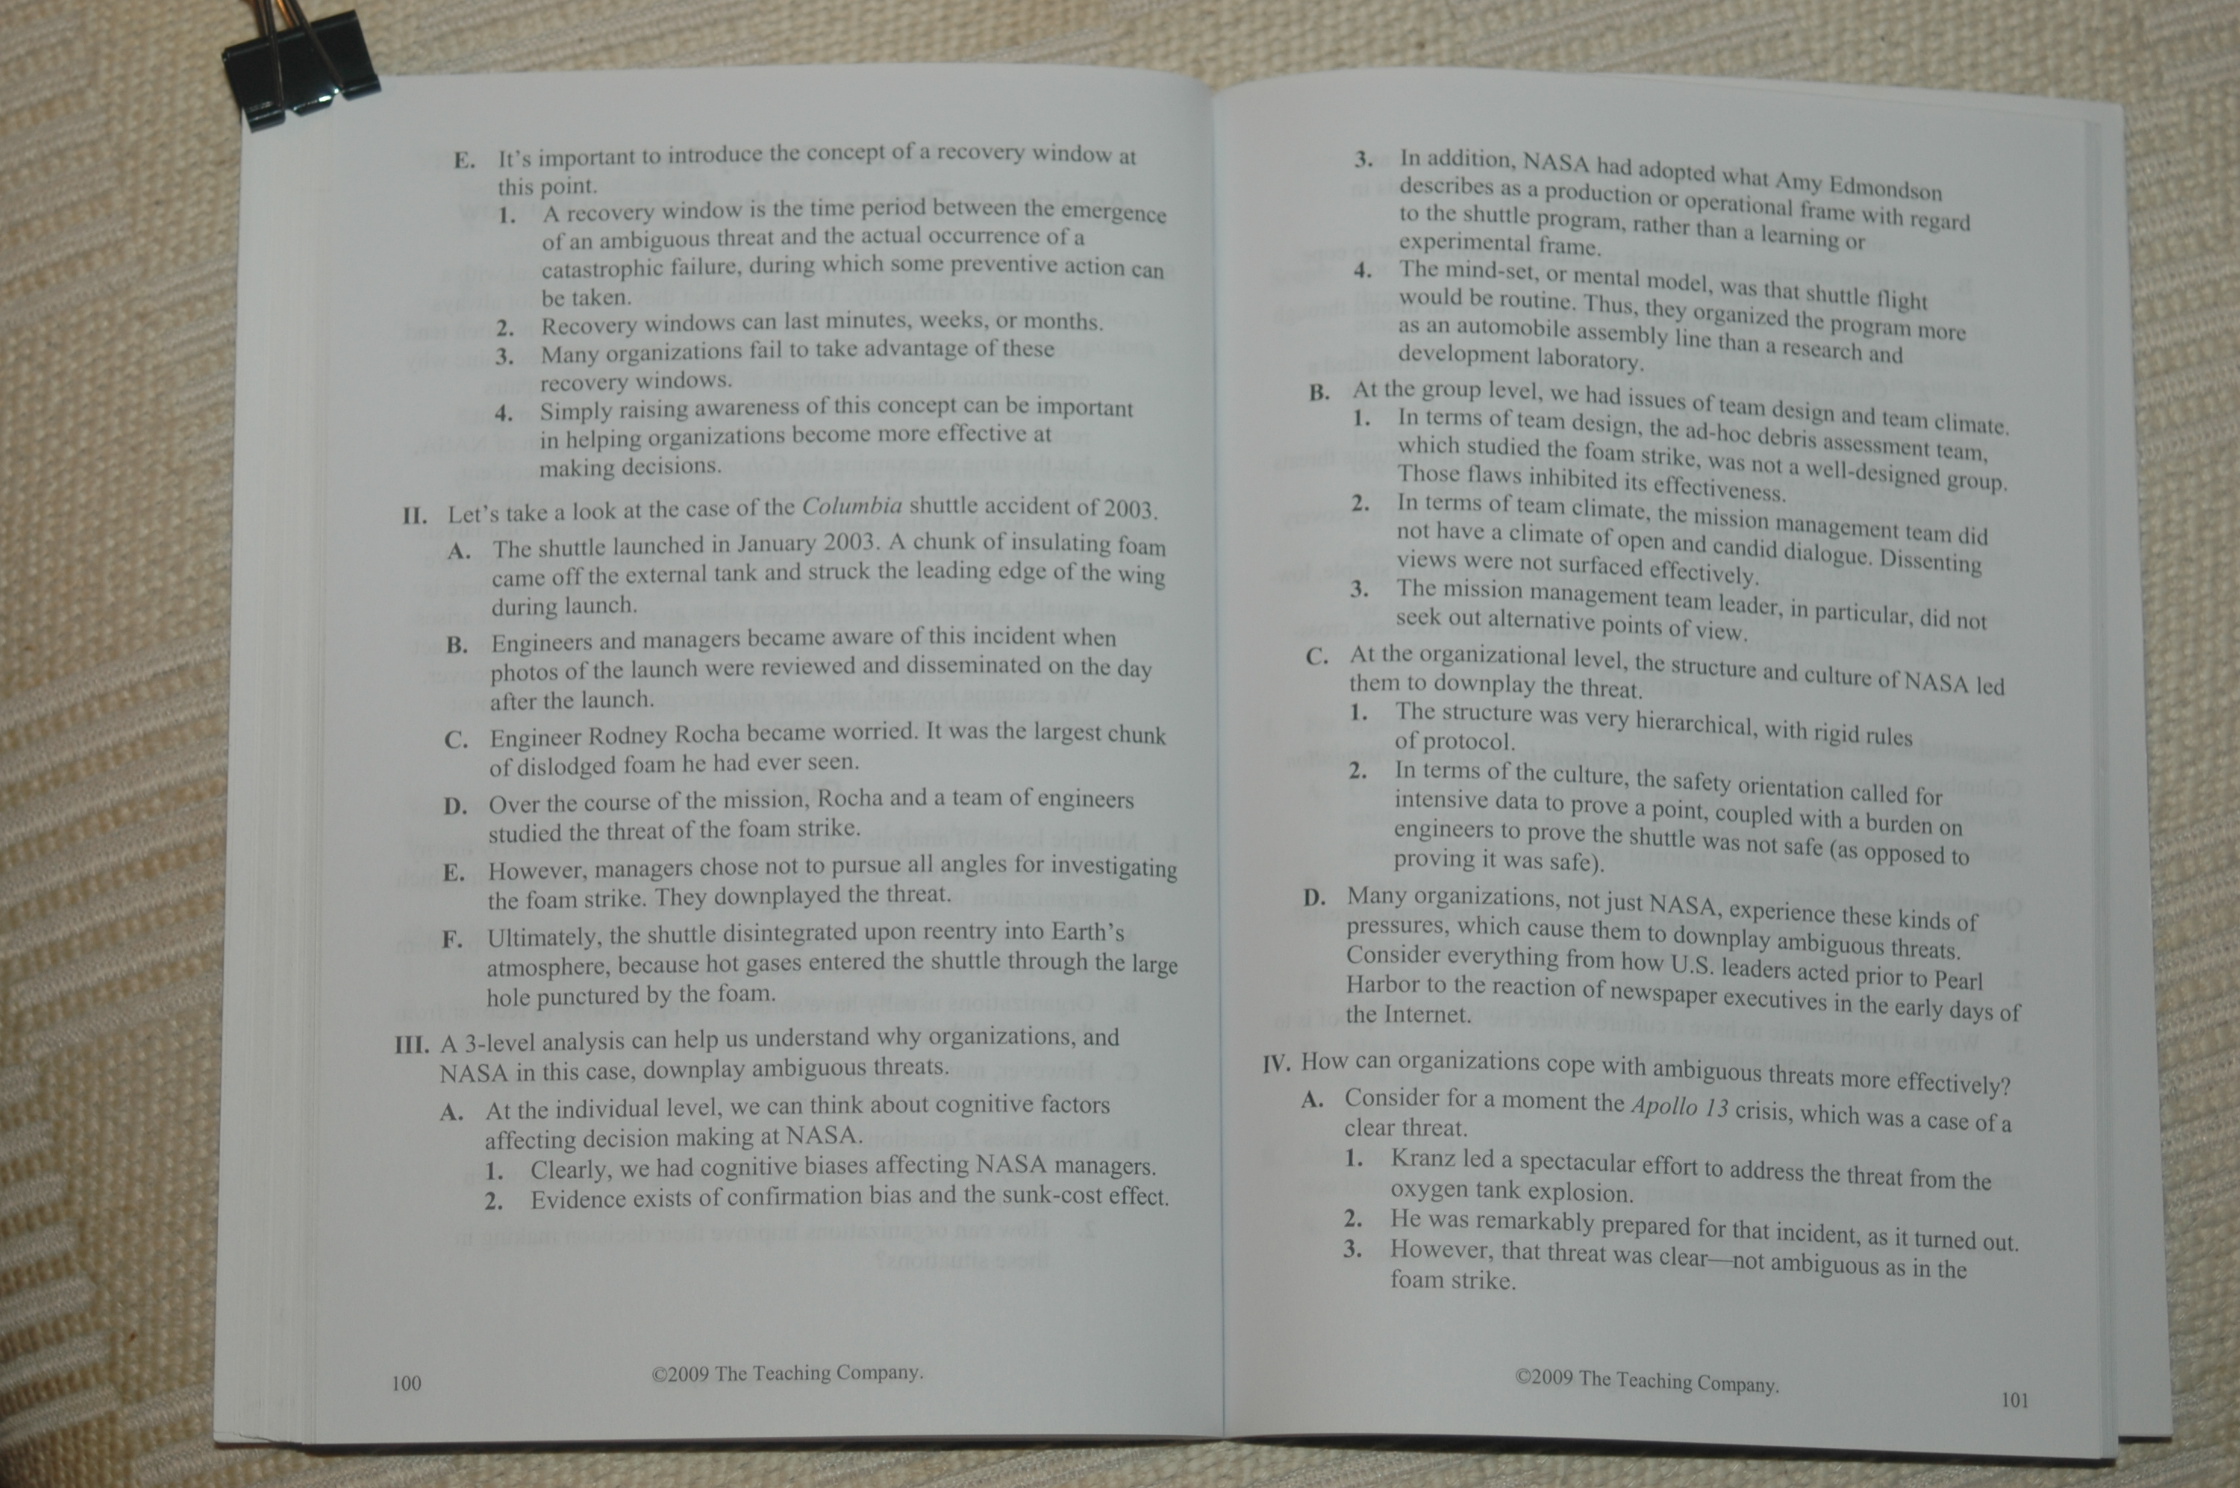 E. It's important to introduce the concept of a recovery window at
this point.
1. A recovery window is the time period between the emergence
of an ambiguous threat and the actual occurrence of a
catastrophic failure, during which some preventive action can
be taken.
2. Recovery windows can last minutes, weeks, or months.
3. Many organizations fail to take advantage of these
recovery windows.
4. Simply raising awareness of this concept can be important
in helping organizations become more effective at
making decisions.
II. Let's take a look at the case of the Columbia shuttle accident of 2003.
A. The shuttle launched in January 2003. A chunk of insulating foam
came off the external tank and struck the leading edge of the wing
during launch.
B. Engineers and managers became aware of this incident when
photos of the launch were reviewed and disseminated on the day
after the launch.
C. Engineer Rodney Rocha became worried. It was the largest chunk
of dislodged foam he had ever seen.
D. Over the course of the mission, Rocha and a team of engineers
studied the threat of the foam strike.
E. However, managers chose not to pursue all angles for investigating
the foam strike. They downplayed the threat.
F. Ultimately, the shuttle disintegrated upon reentry into Earth's
atmosphere, because hot gases entered the shuttle through the large
hole punctured by the foam.
III. A 3-level analysis can help us understand why organizations, and
NASA in this case, downplay ambiguous threats.
A. At the individual level, we can think about cognitive factors
affecting decision making at NASA.
1. Clearly, we had cognitive biases affecting NASA managers.
2. Evidence exists of confirmation bias and the sunk-cost effect.
100
©2009 The Teaching Company.
3. In addition, NASA had adopted what Amy Edmondson
describes as a production or operational frame with regard
to the shuttle program, rather than a learning or
experimental frame.
4. The mind-set, or mental model, was that shuttle flight
would be routine. Thus, they organized the program more
as an automobile assembly line than a research and
development laboratory.
B. At the group level, we had issues of team design and team climate.
1. In terms of team design, the ad-hoc debris assessment team,
which studied the foam strike, was not a well-designed group.
Those flaws inhibited its effectiveness.
2. In terms of team climate, the mission management team did
not have a climate of open and candid dialogue. Dissenting
views were not surfaced effectively.
3. The mission management team leader, in particular, did not
seek out alternative points of view.
C. At the organizational level, the structure and culture of NASA led
them to downplay the threat.
1. The structure was very hierarchical, with rigid rules
of protocol.
2. In terms of the culture, the safety orientation called for
intensive data to prove a point, coupled with a burden on
engineers to prove the shuttle was not safe (as opposed to
proving it was safe).
D. Many organizations, not just NASA, experience these kinds of
pressures, which cause them to downplay ambiguous threats.
Consider everything from how U.S. leaders acted prior to Pearl
Harbor to the reaction of newspaper executives in the early days of
the Internet.
IV. How can organizations cope with ambiguous threats more effectively?
A. Consider for a moment the Apollo 13 crisis, which was a case of a
clear threat.
1. Kranz led a spectacular effort to address the threat from the
oxygen tank explosion.
2. He was remarkably prepared for that incident, as it turned out.
3. However, that threat was clear—not ambiguous as in the
foam strike.
©2009 The Teaching Company.
101